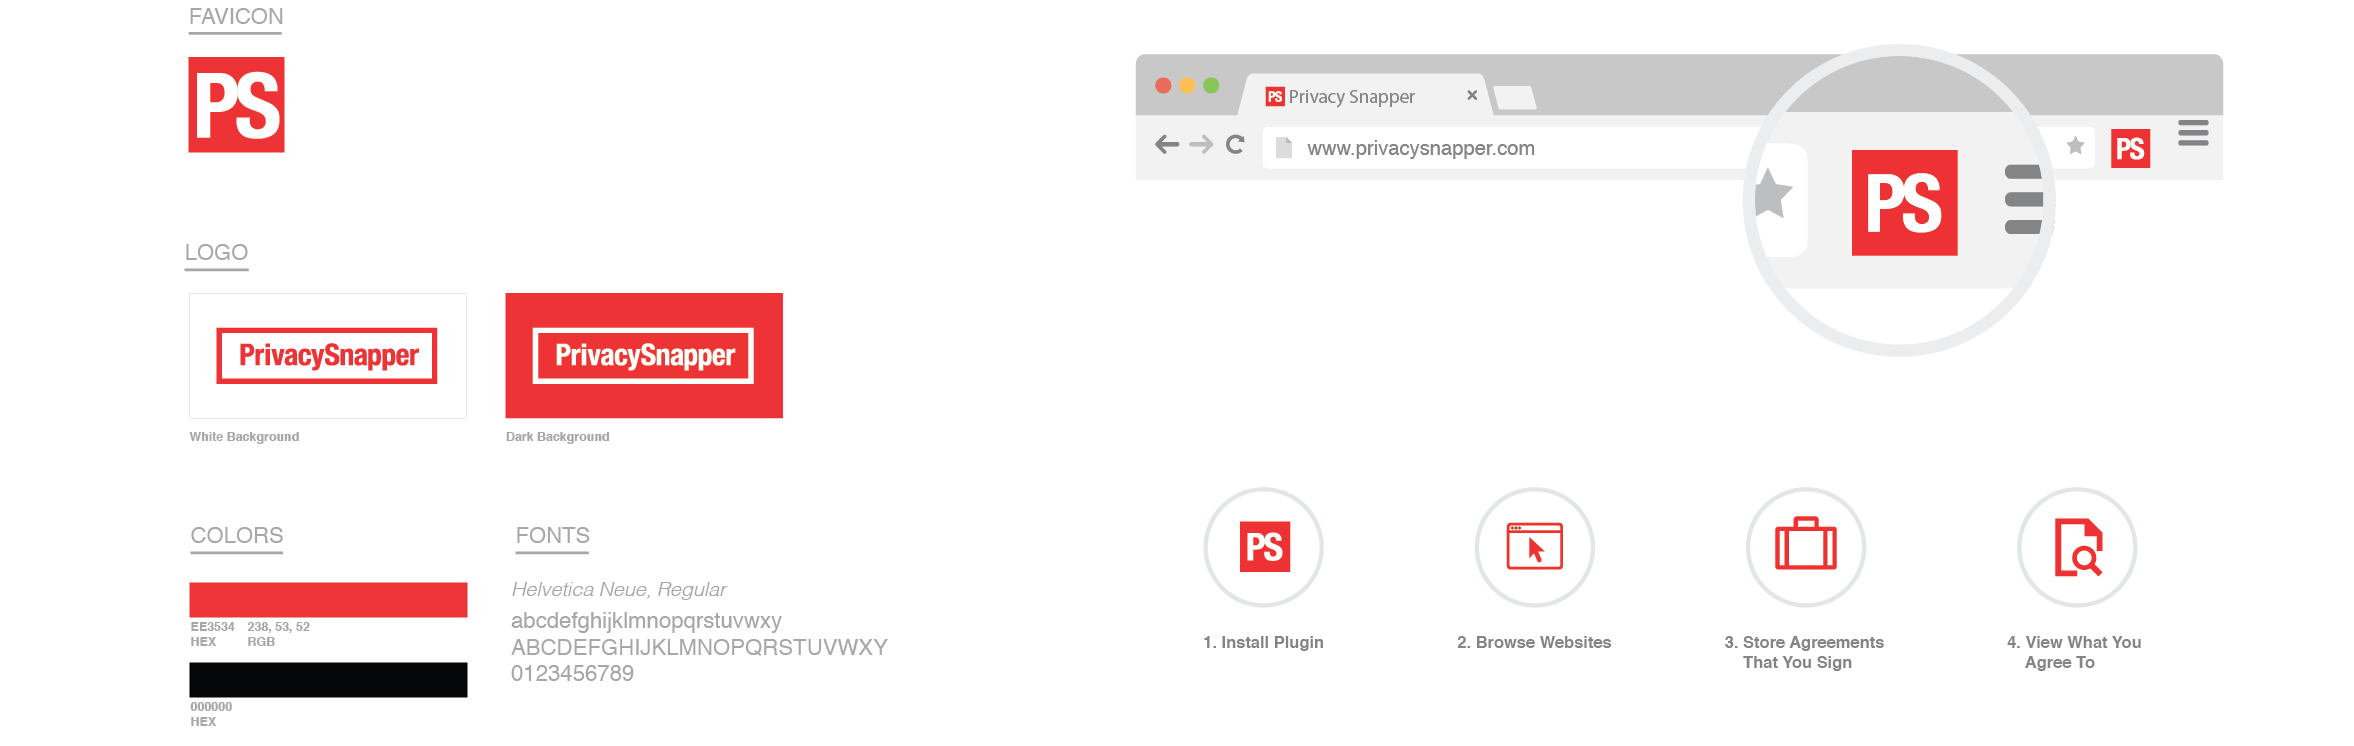 FAVICON
PS
LOGO
PrivacySnapper
PrivacySnapper
White Background
Dark Background
COLORS
EE3534 238, 53, 52
HEX RGB
000000
HEX
FONTS
Helvetica Neue, Regular
abcdefghijklmnopqrstuvwxy
ABCDEFGHIJKLMNOPQRSTUVWXY
0123456789
PS Privacy Snapper
www.privacysnapper.com
PS
PS
PS
1. Install Plugin
2. Browse Websites
3. Store Agreements
That You Sign
4. View What You
Agree To